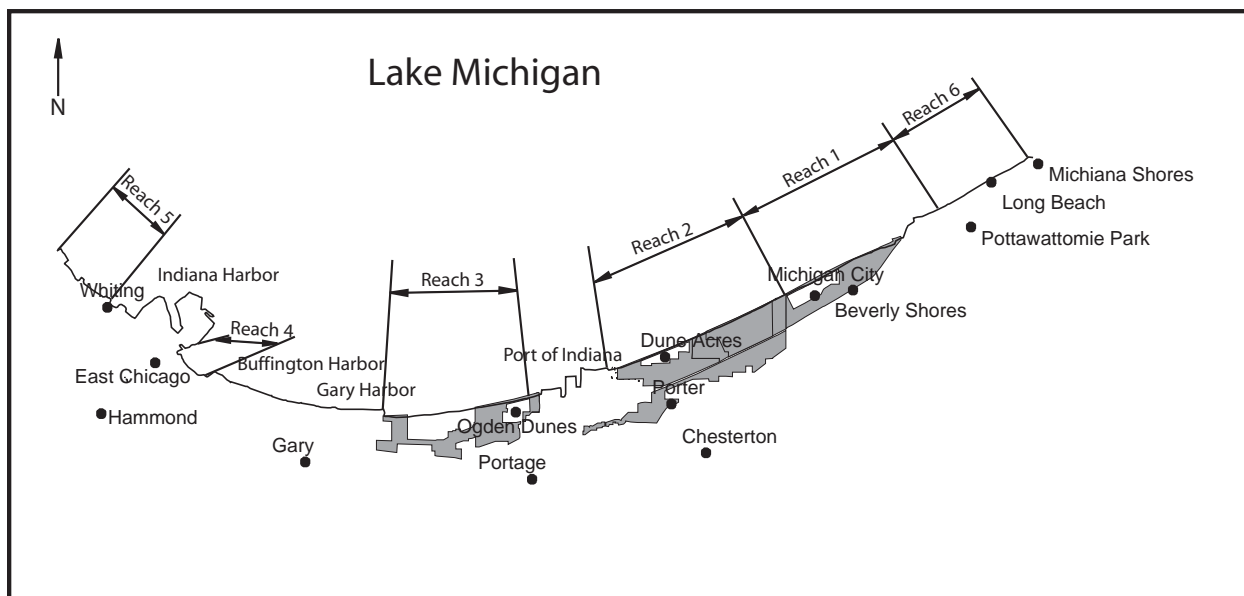 Lake Michigan
N
Reach 6
Reach 1
Michiana Shores
Reach 5
Long Beach
Reach 2
Pottawattomie Park
Indiana Harbor
Reach 3
Michigan City
Whiting
Beverly Shores
Reach 4
Dune Acres
Port of Indiana
Buffington Harbor
East Chicago
Gary Harbor
Porter
Hammond
Ogden Dunes
Chesterton
Gary
Portage